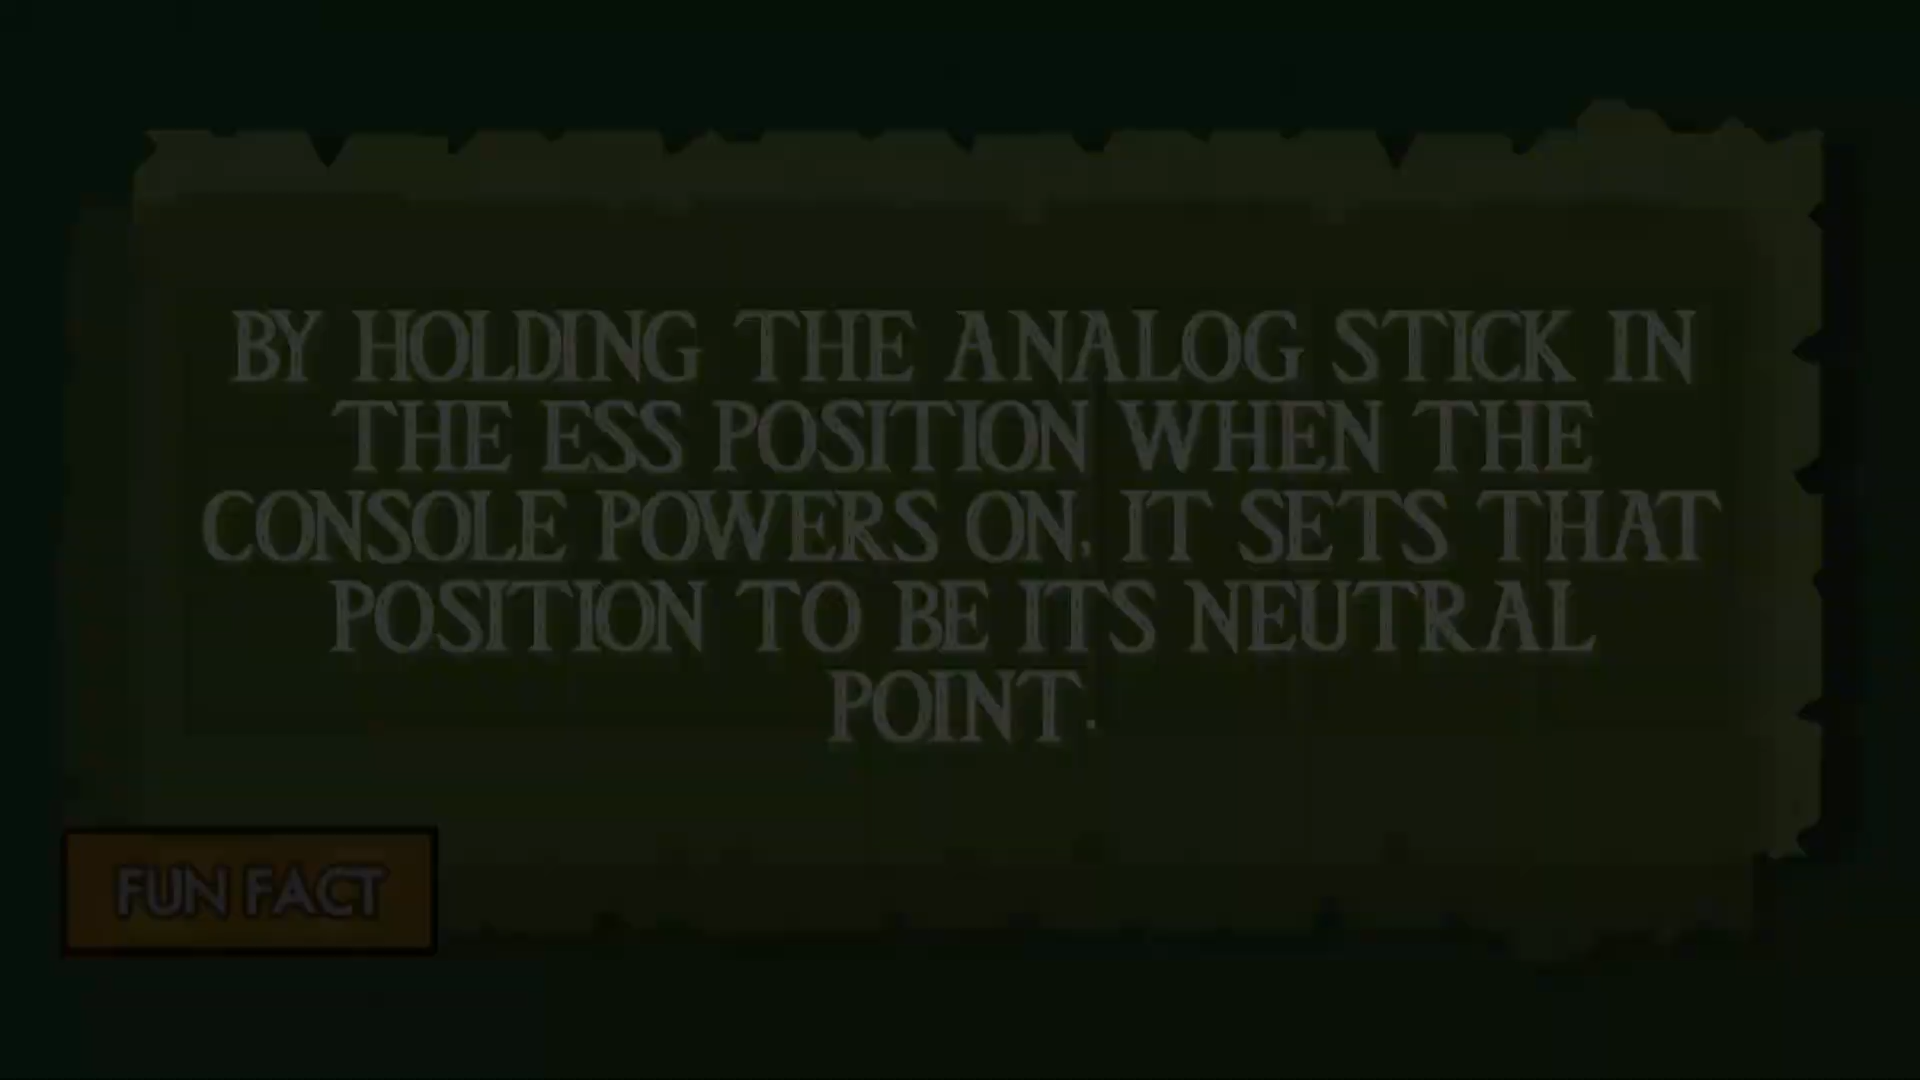 BY HOLDING THE ANALOG STICK IN
THE ESS POSITION WHEN THE
CONSOLE POWERS ON, IT SETS THAT
POSITION TO BE ITS NEUTRAL
POINT.
FUN FACT